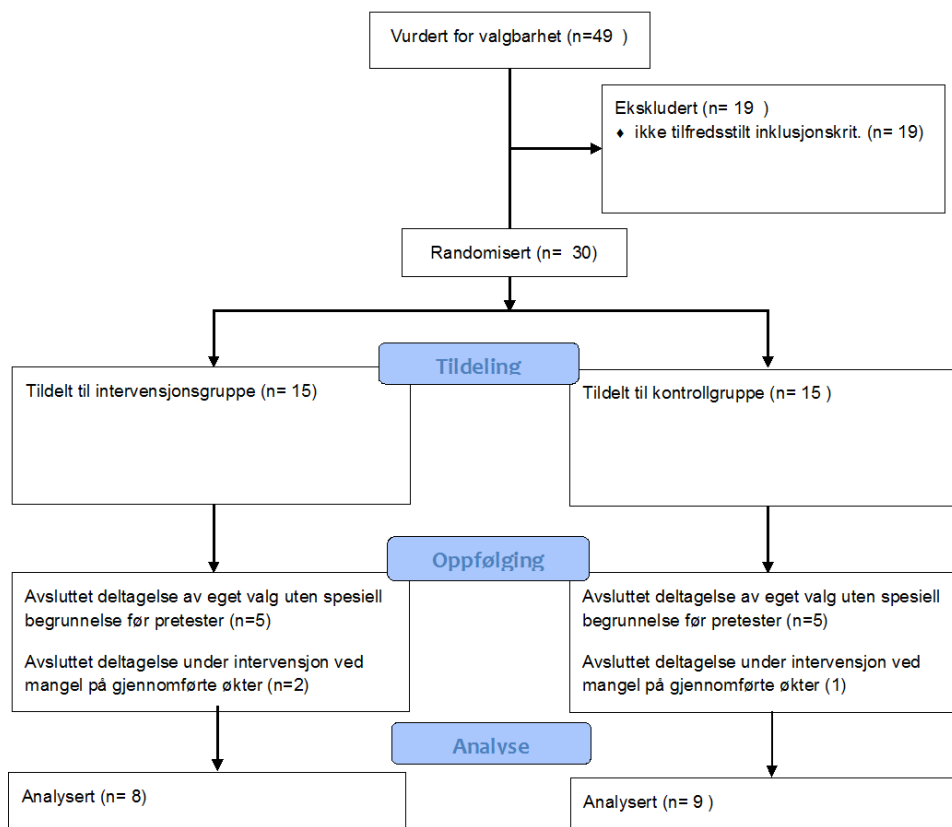 Vurdert for valgbarhet (n=49 )
Ekskludert (n= 19 )
♦ ikke tilfredsstilt inklusjonskrit. (n= 19)
Randomisert (n= 30)
Tildeling
Tildelt til intervensjonsgruppe (n= 15)
Tildelt til kontrollgruppe (n= 15 )
Oppfølging
Avsluttet deltagelse av eget valg uten spesiell
begrunnelse før pretester (n=5)
Avsluttet deltagelse under intervensjon ved
mangel på gjennomførte økter (n=2)
Avsluttet deltagelse av eget valg uten spesiell
begrunnelse før pretester (n=5)
Avsluttet deltagelse under intervensjon ved
mangel på gjennomførte økter (1)
Analyse
Analysert (n= 8)
Analysert (n= 9 )